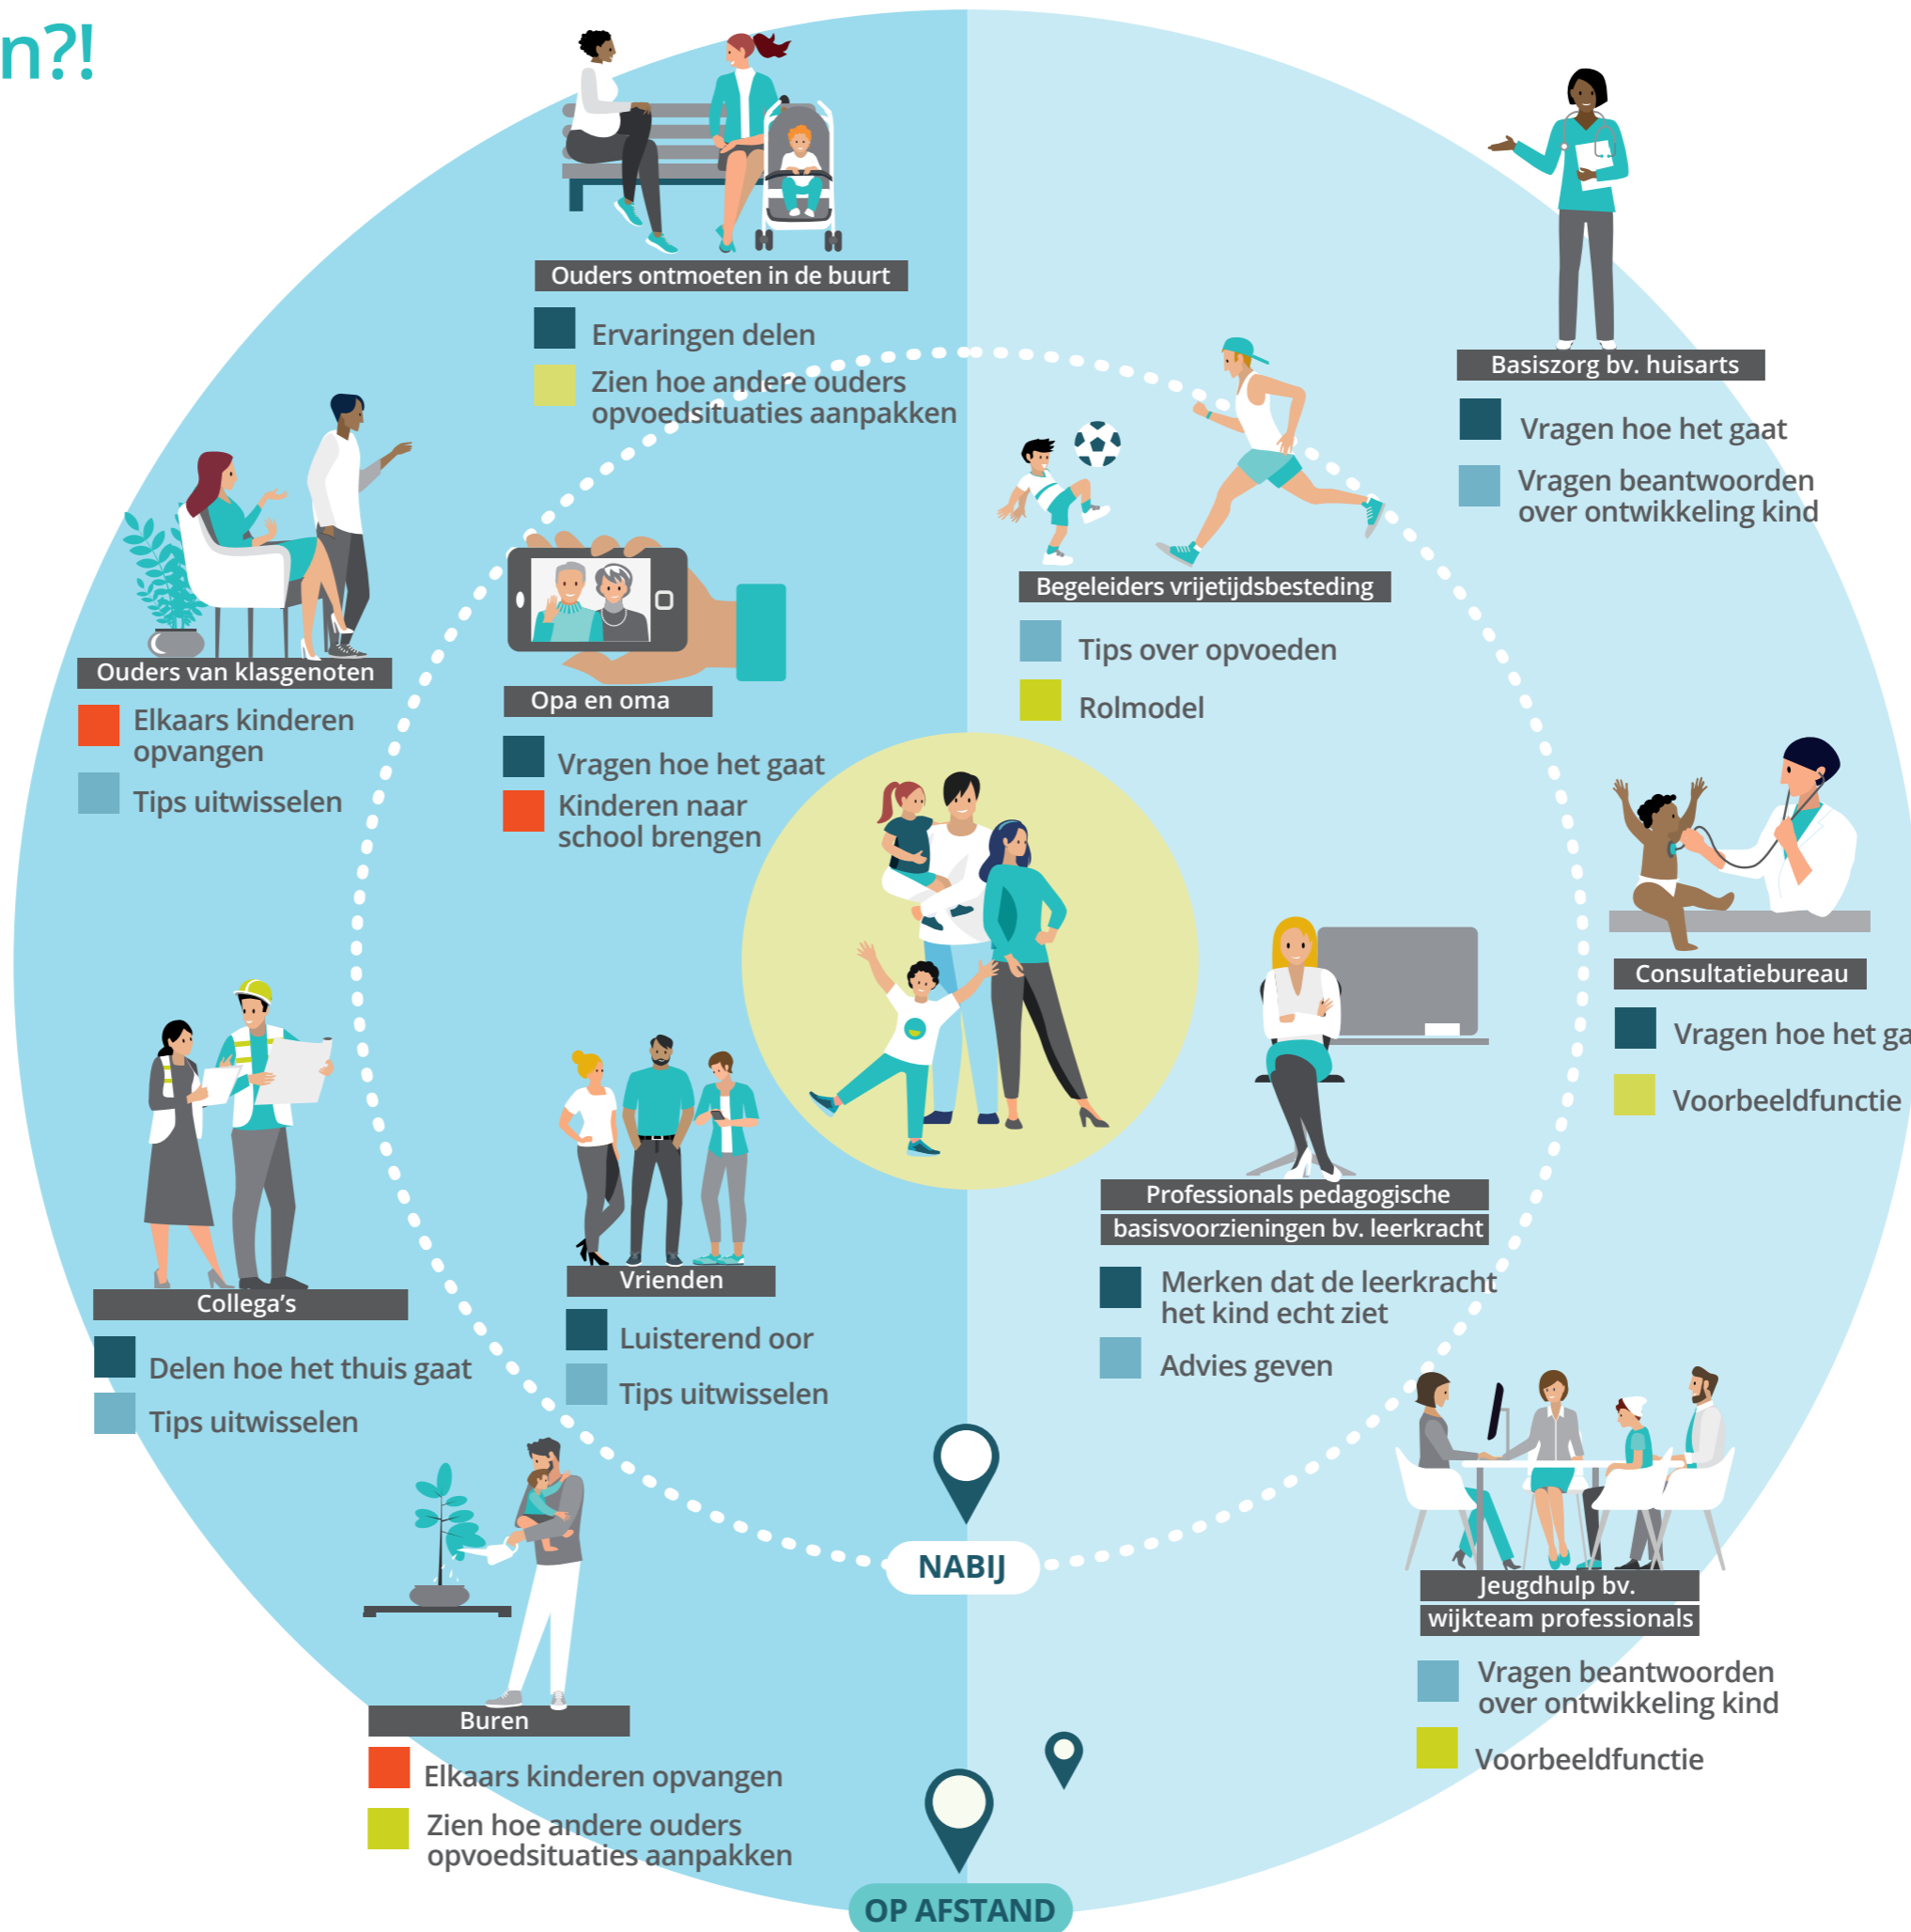 n?!
Ouders ontmoeten in de buurt
Ervaringen delen
Zien hoe andere ouders
opvoedsituaties aanpakken
Basiszorg bv. huisarts
Vragen hoe het gaat
Vragen beantwoorden
over ontwikkeling kind
Begeleiders vrijetijdsbesteding
Tips over opvoeden
Rolmodel
Ouders van klasgenoten
Elkaars kinderen
opvangen
Tips uitwisselen
Opa en oma
Vragen hoe het gaat
Kinderen naar
school brengen
Consultatiebureau
Vragen hoe het ga
Voorbeeldfunctie
Professionals pedagogische
basisvoorzieningen bv. leerkracht
Merken dat de leerkracht
het kind echt ziet
Advies geven
Collega's
Delen hoe het thuis gaat
Tips uitwisselen
Vrienden
Luisterend oor
Tips uitwisselen
NABIJ
Jeugdhulp bv.
wijkteam professionals
Vragen beantwoorden
over ontwikkeling kind
Voorbeeldfunctie
Buren
Elkaars kinderen opvangen
Zien hoe andere ouders
opvoedsituaties aanpakken
OP AFSTAND